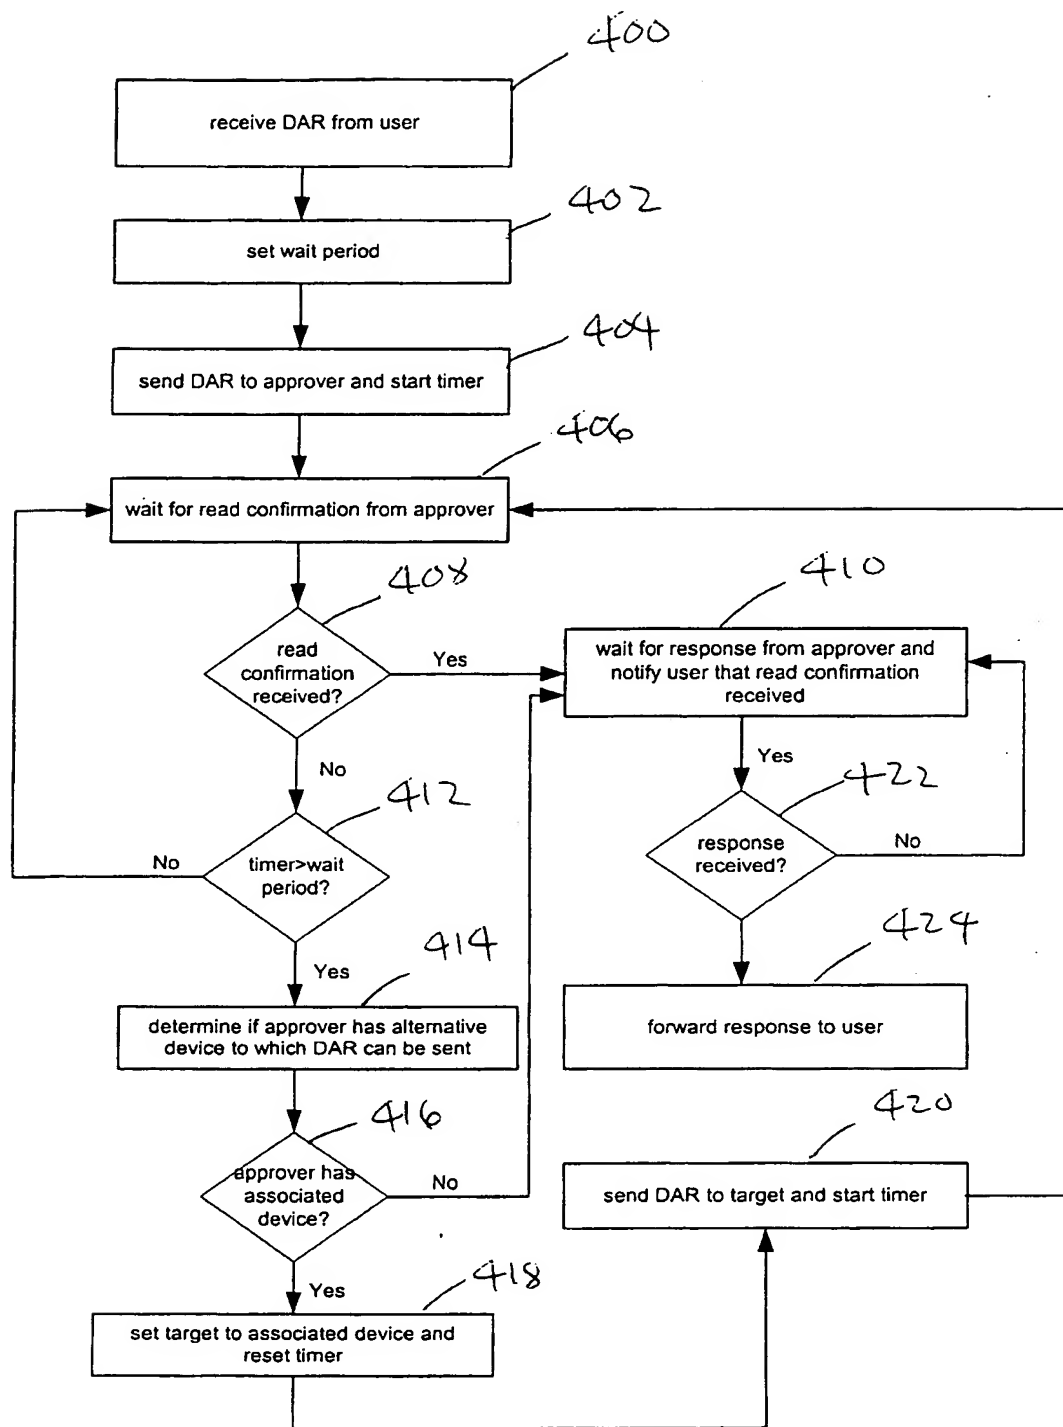 400
receive DAR from user
402
set wait period
404
send DAR to approver and start timer
406
wait for read confirmation from approver
408
read
confirmation
received?
Yes
No
410
wait for response from approver and
notify user that read confirmation
received
Yes
412
timer>wait
period?
No
Yes
422
response
received?
No
414
determine if approver has alternative
device to which DAR can be sent
424
forward response to user
416
approver has
associated
device?
No
Yes
420
send DAR to target and start timer
418
set target to associated device and
reset timer